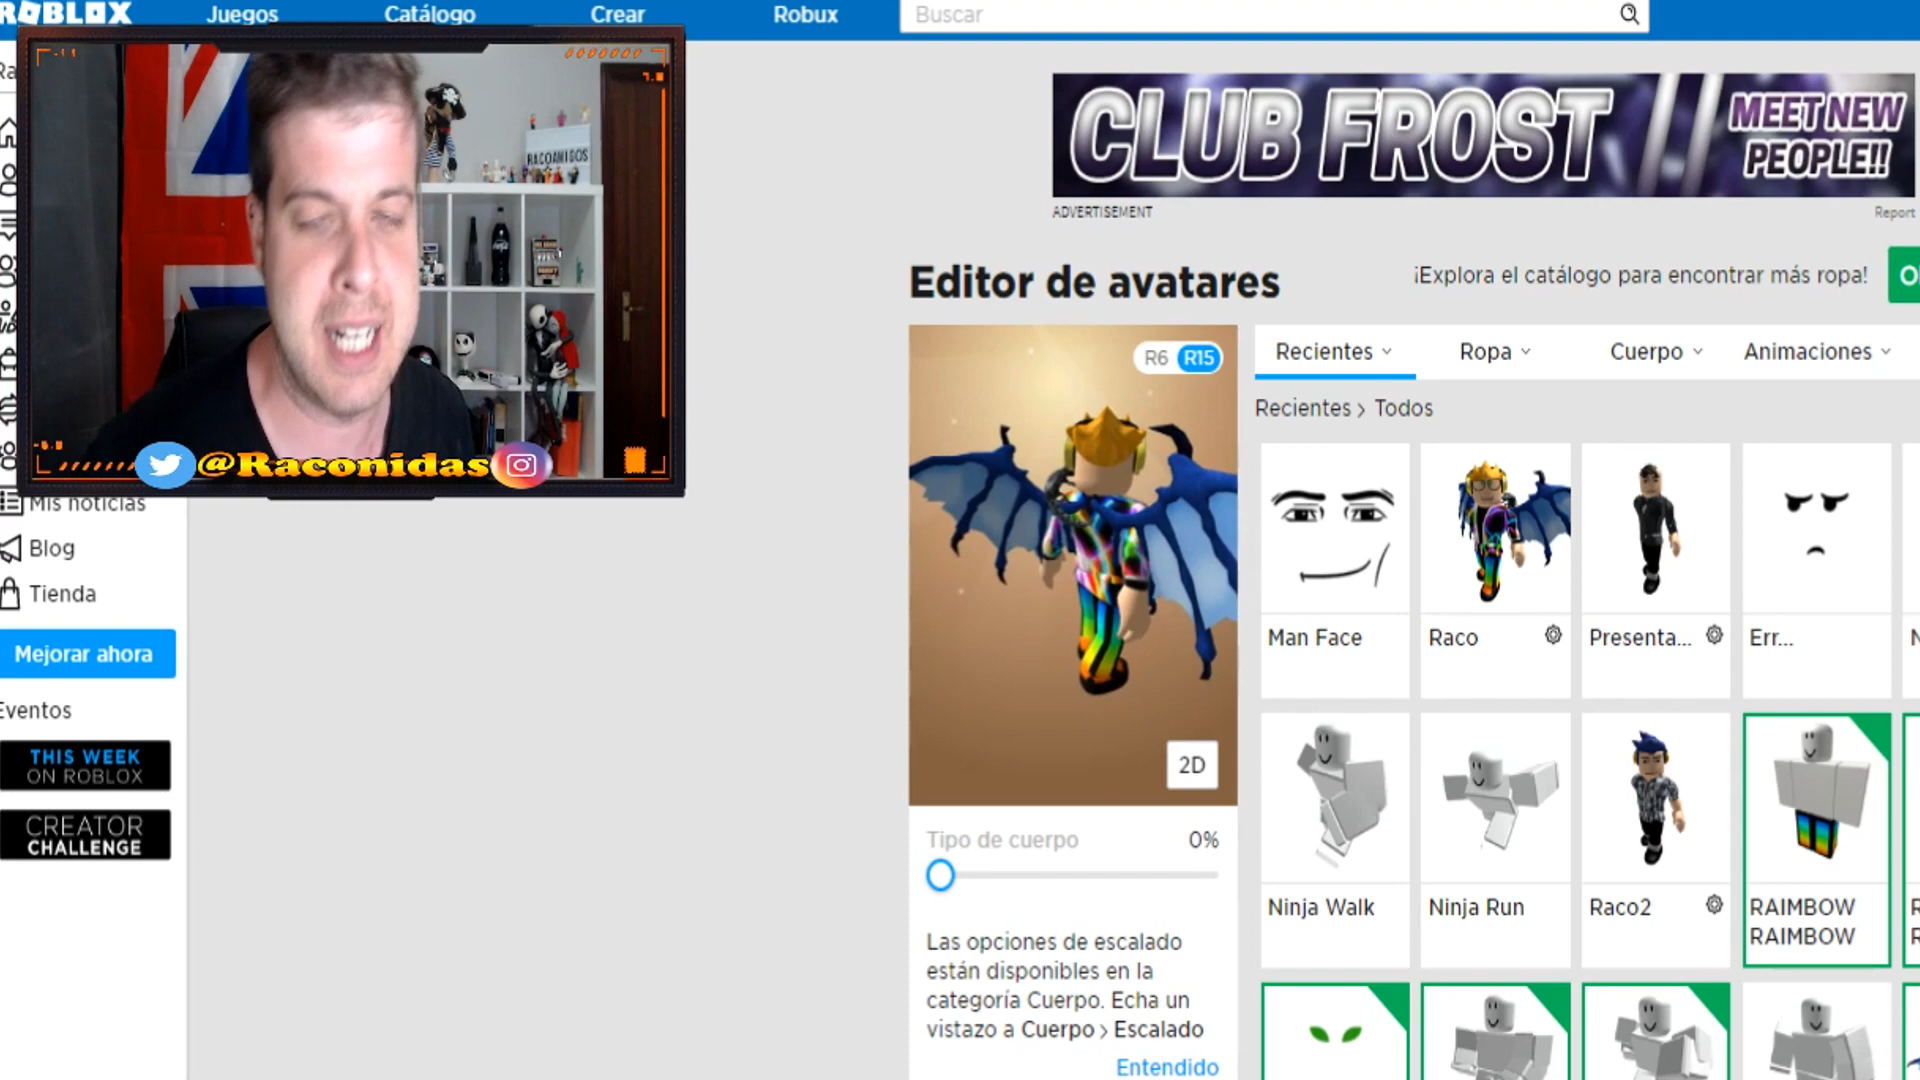 ROBLOX
Juegos
Catálogo
Crear
Robux
Buscar
RACOAMIGOS
@Raconidas
CLUB FROST // MEET NEW
PEOPLE!!
ADVERTISEMENT
Report
Mis noticias
Blog
Tienda
Mejorar ahora
Eventos
THIS WEEK
ON ROBLOX
CREATOR
CHALLENGE
Editor de avatares
¡Explora el catálogo para encontrar más ropa!
R6 R15
2D
Tipo de cuerpo
0%
Las opciones de escalado
están disponibles en la
categoría Cuerpo. Echa un
vistazo a Cuerpo › Escalado
Entendido
Recientes
Ropa
Cuerpo
Animaciones
Recientes › Todos
Man Face
Raco
Presenta...
Err...
Ninja Walk
Ninja Run
Raco2
RAIMBOW
RAIMBOW